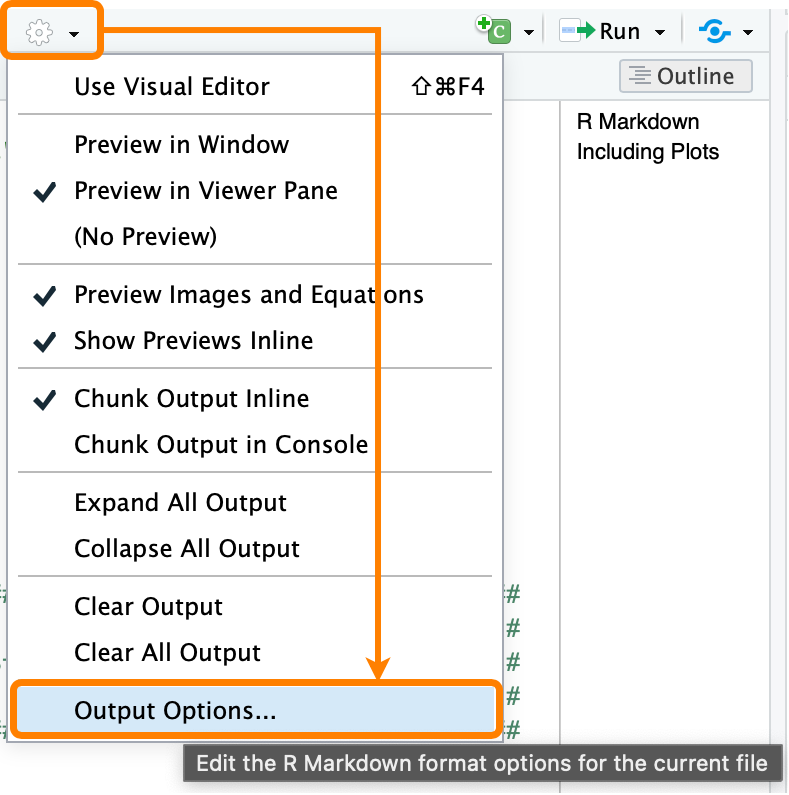 C Run
Use Visual Editor ⇧⌘F4
Outline
R Markdown
Including Plots
Preview in Window
✓ Preview in Viewer Pane
(No Preview)
✓ Preview Images and Equations
✓ Show Previews Inline
✓ Chunk Output Inline
Chunk Output in Console
Expand All Output
Collapse All Output
Clear Output
Clear All Output
Output Options...
#
#
#
#
#
Edit the R Markdown format options for the current file